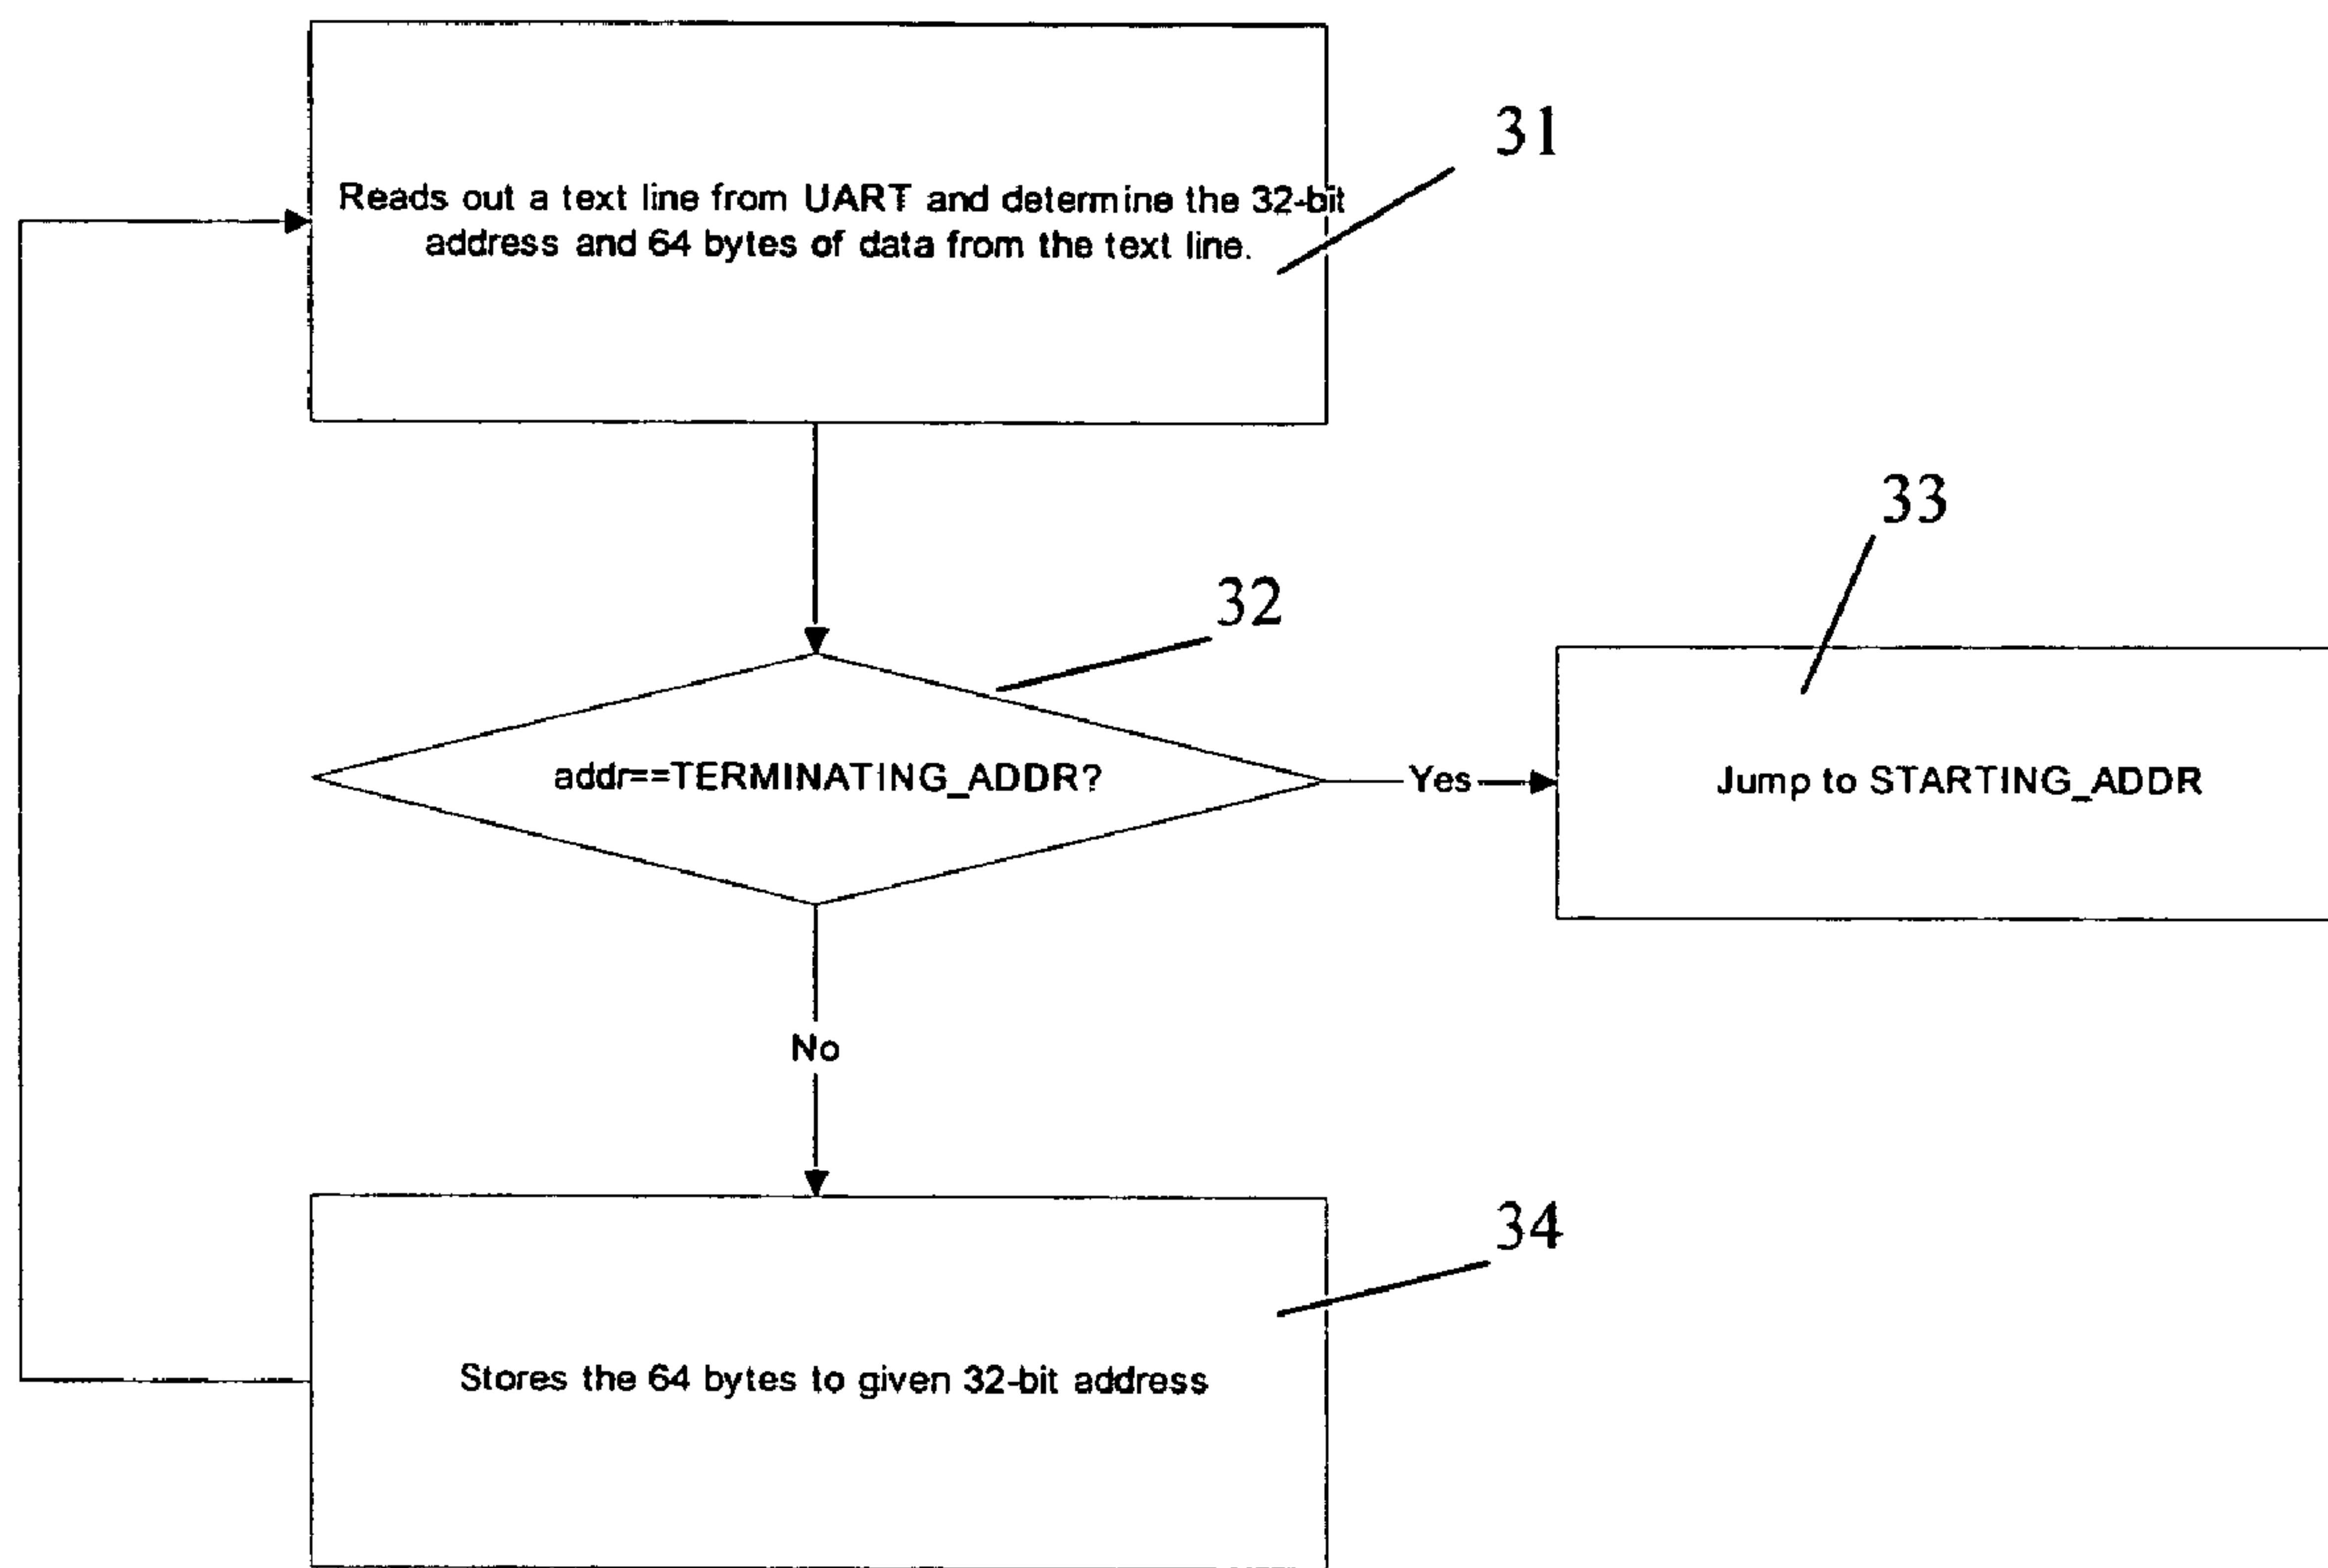 31
Reads out a text line from UART and determine the 32-bit
address and 64 bytes of data from the text line.
33
32
addr==TERMINATING_ADDR?
Yes
Jump to STARTING_ADDR
No
34
Stores the 64 bytes to given 32-bit address